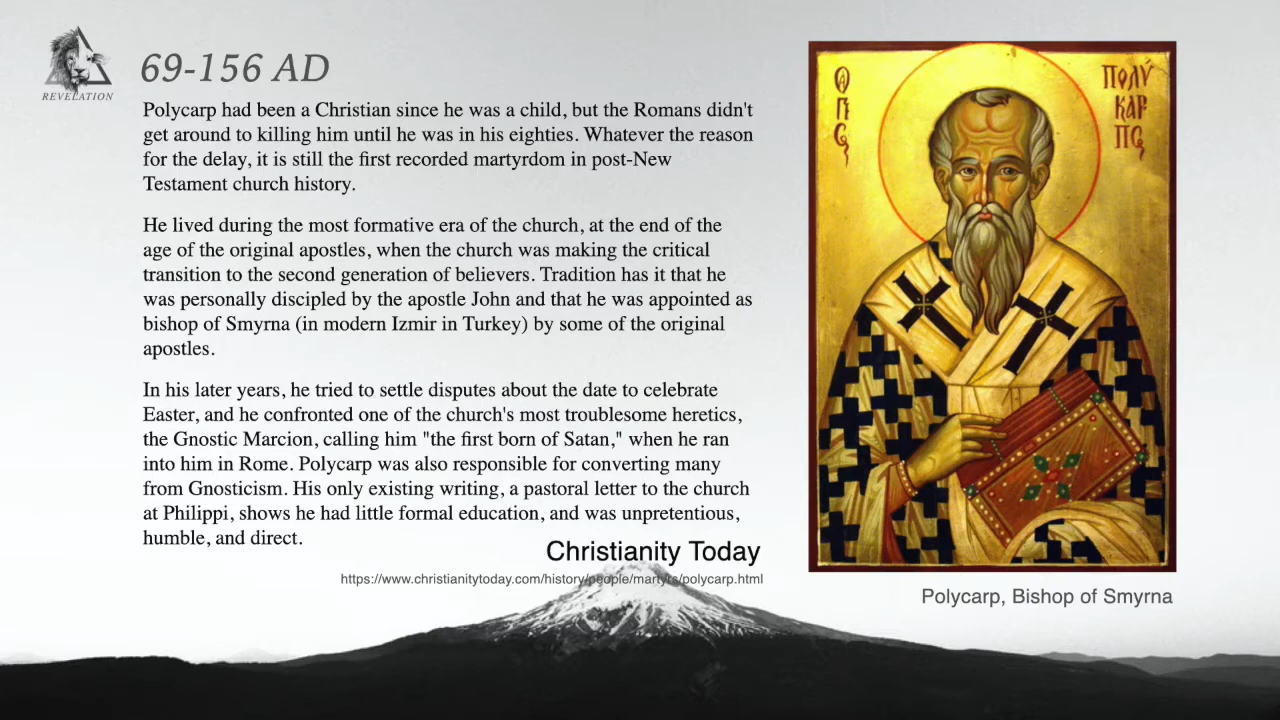 REVELATION
69-156 AD
Polycarp had been a Christian since he was a child, but the Romans didn't
get around to killing him until he was in his eighties. Whatever the reason
for the delay, it is still the first recorded martyrdom in post-New
Testament church history.
He lived during the most formative era of the church, at the end of the
age of the original apostles, when the church was making the critical
transition to the second generation of believers. Tradition has it that he
was personally discipled by the apostle John and that he was appointed as
bishop of Smyrna (in modern Izmir in Turkey) by some of the original
apostles.
In his later years, he tried to settle disputes about the date to celebrate
Easter, and he confronted one of the church's most troublesome heretics,
the Gnostic Marcion, calling him "the first born of Satan," when he ran
into him in Rome. Polycarp was also responsible for converting many
from Gnosticism. His only existing writing, a pastoral letter to the church
at Philippi, shows he had little formal education, and was unpretentious,
humble, and direct.
Christianity Today
https://www.christianitytoday.com/history/people/martyrs/polycarp.html
ΠΟΛΎ
ΚΑΡ
Polycarp, Bishop of Smyrna